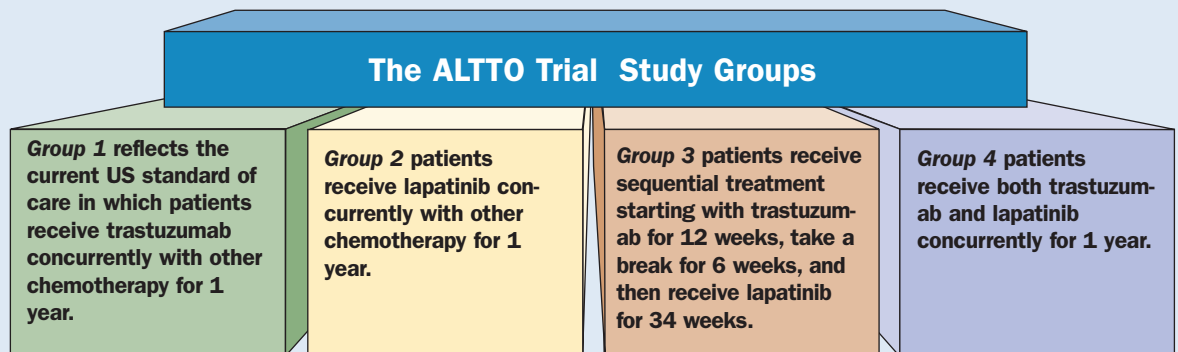 The ALTTO Trial Study Groups
Group 1 reflects the
current US standard of
care in which patients
receive trastuzumab
concurrently with other
chemotherapy for 1
year.
Group 2 patients
receive lapatinib con-
currently with other
chemotherapy for 1
year.
Group 3 patients receive
sequential treatment
starting with trastuzum-
ab for 12 weeks, take a
break for 6 weeks, and
then receive lapatinib
for 34 weeks.
Group 4 patients
receive both trastuzum-
ab and lapatinib
concurrently for 1 year.